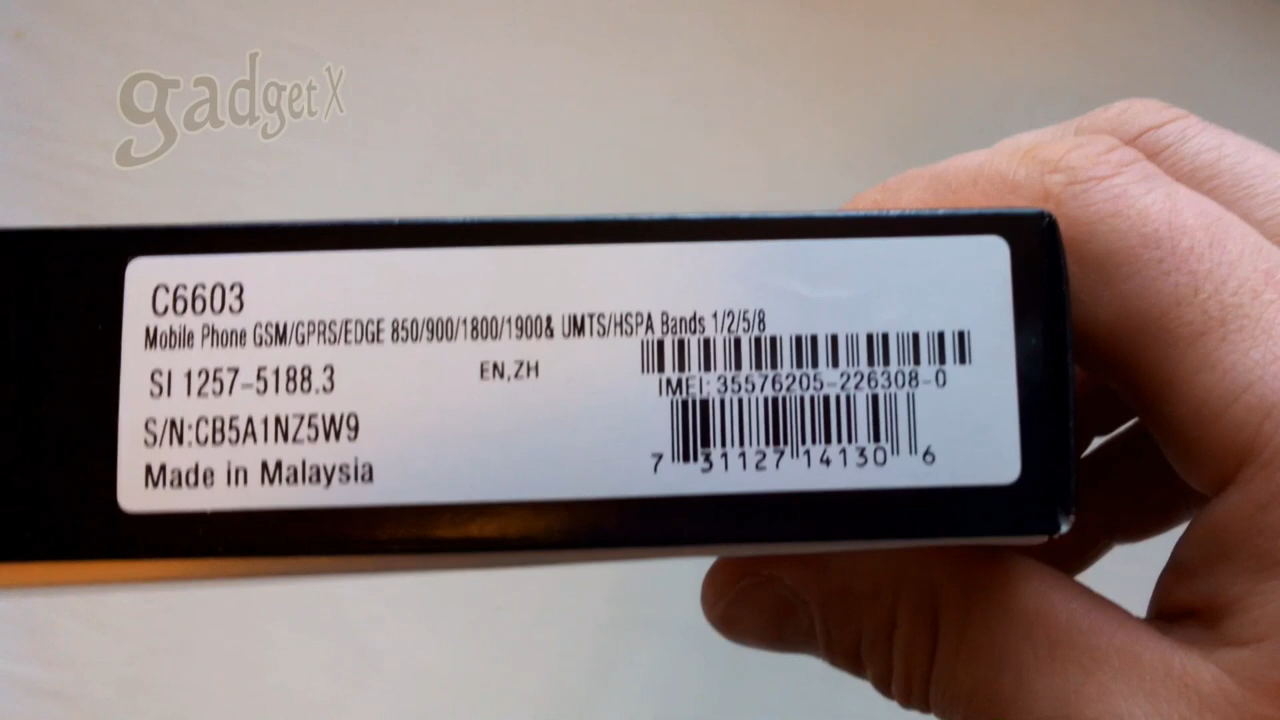 gadgetX
C6603
Mobile Phone GSM/GPRS/EDGE 850/900/1800/1900& UMTS/HSPA Bands 1/2/5/8
SI 1257-5188.3
EN,ZH
IMEI: 35576205-226308-0
S/N:CB5A1NZ5W9
7 31127 14130 6
Made in Malaysia